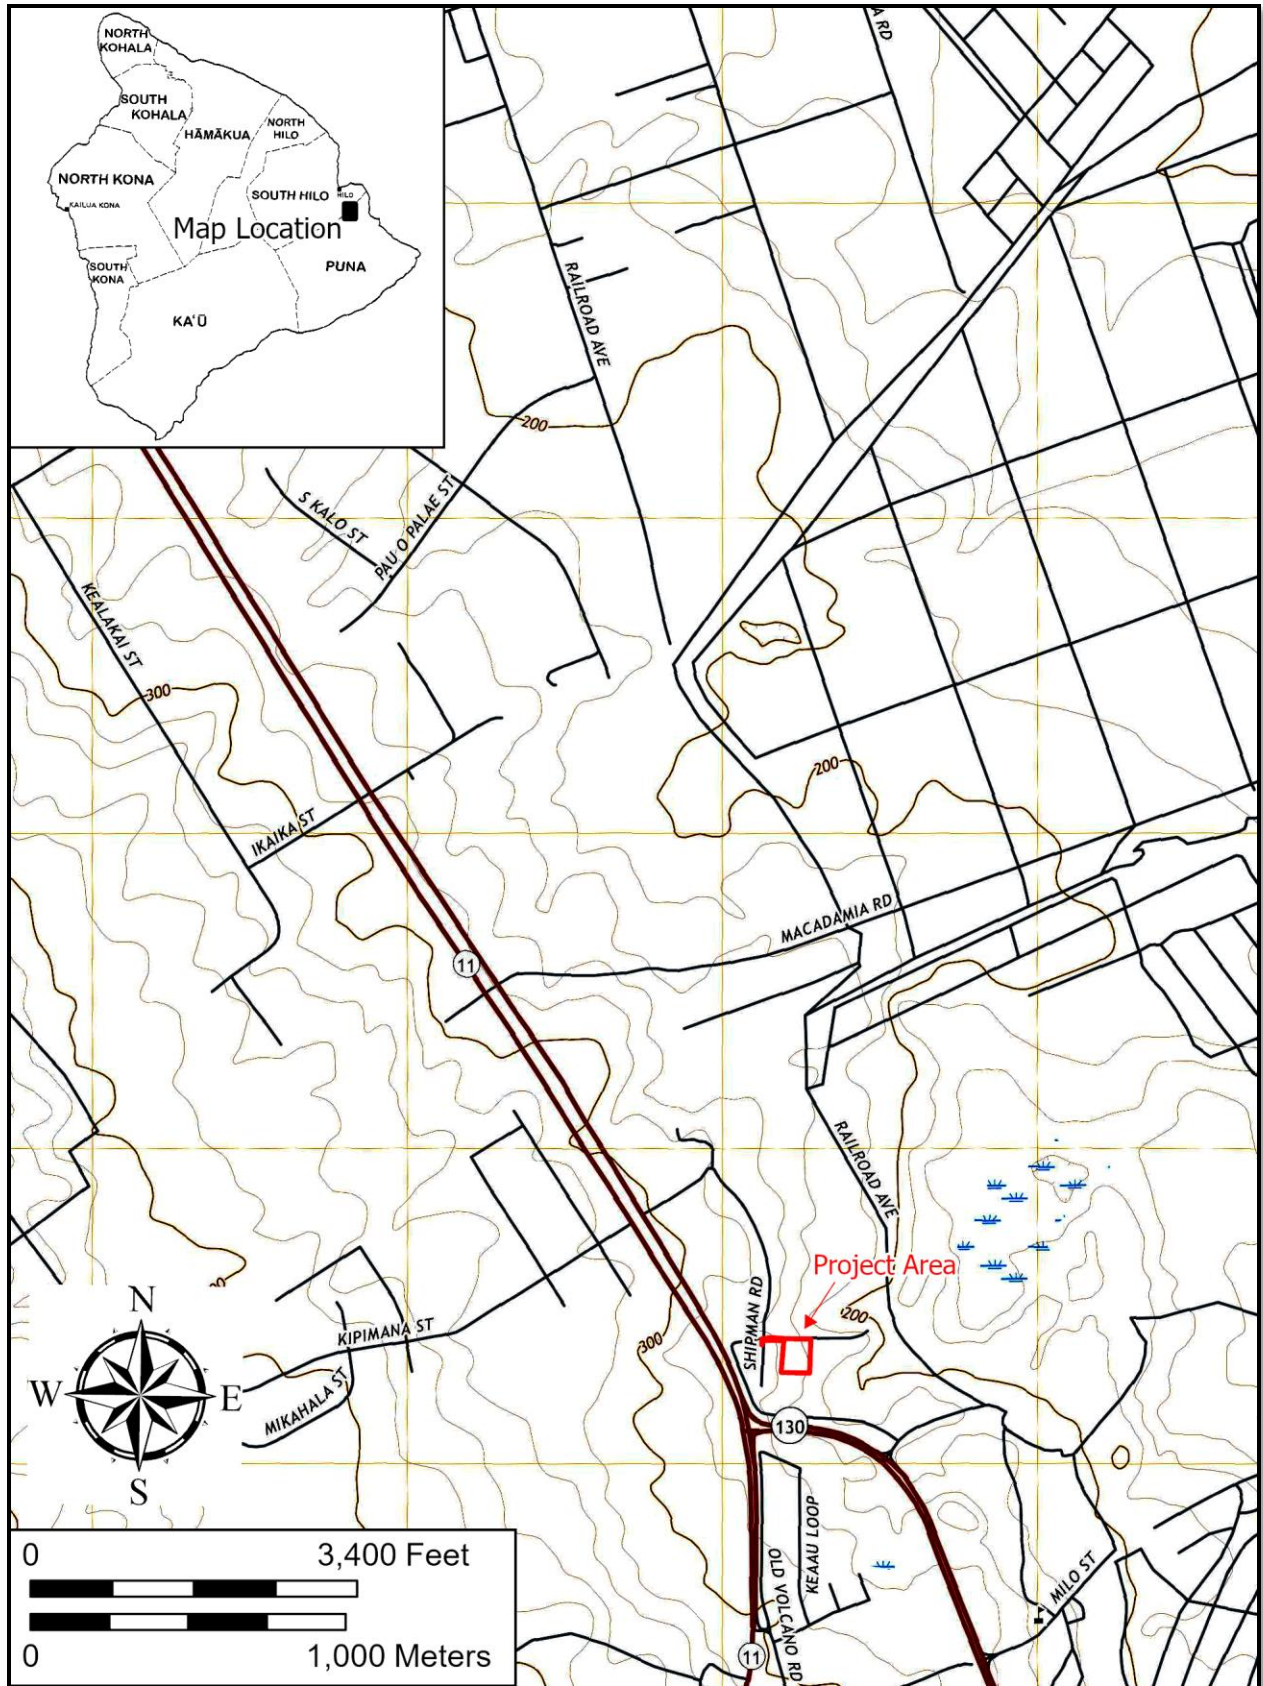 NORTH
KOHALA
SOUTH
KOHALA
HĀMĀKUA
NORTH
HILO
NORTH KONA
SOUTH HILO
HILO
KAILUA KONA
Map Location
SOUTH
KONA
PUNA
KAʻŪ
A RD
RAILROAD AVE
200
S KALO ST
PAU O PALAE ST
KEALAKAI ST
300
200
IKAIKA ST
MACADAMIA RD
11
RAILROAD AVE
Project Area
200
SHIPMAN RD
300
KIPIMANA ST
MIKAHALA ST
N
W
E
S
130
KEAAU LOOP
OLD VOLCANO RD
MILO ST
11
0
3,400 Feet
0
1,000 Meters